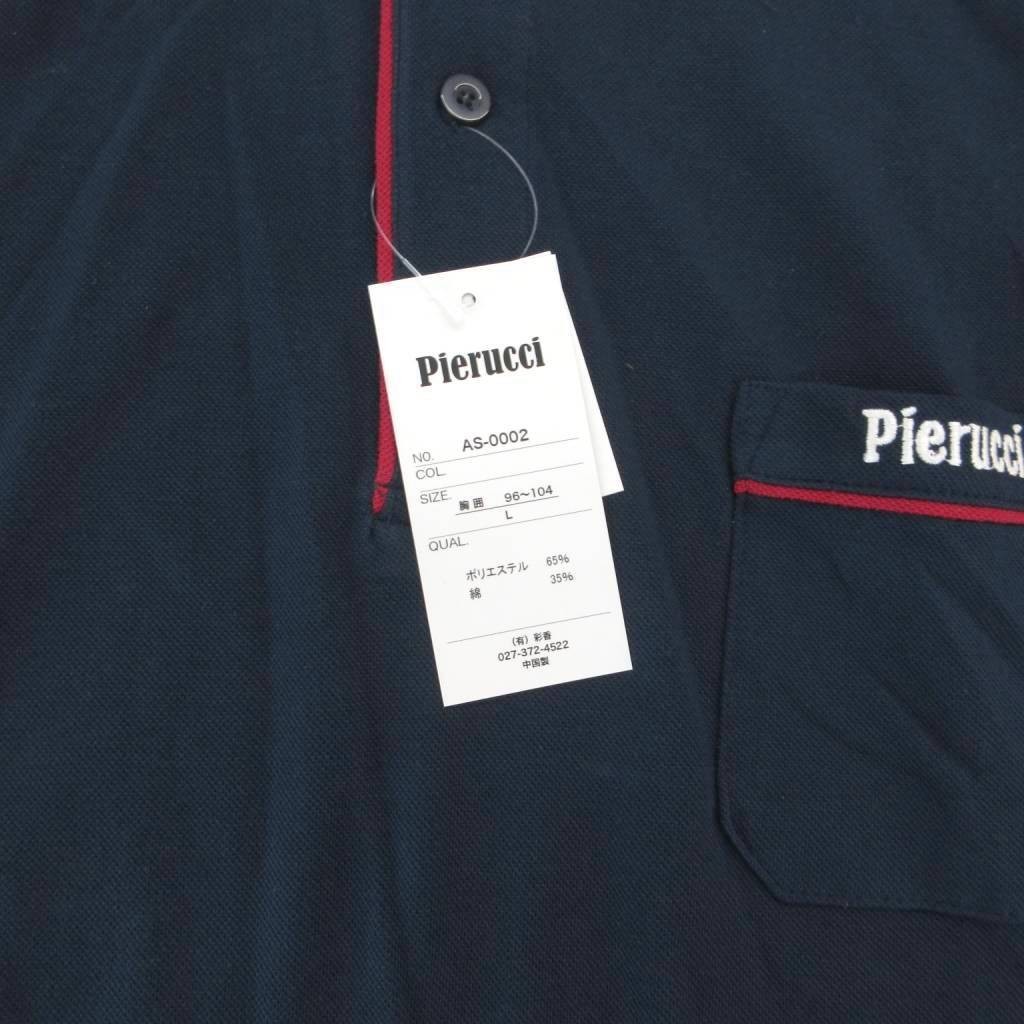 Pierucci
NO. AS-0002
COL.
SIZE. 胸囲 96~104
L
QUAL.
ポリエステル 65%
綿 35%
(有)彩香
027-372-4522
中国製
Pierucci